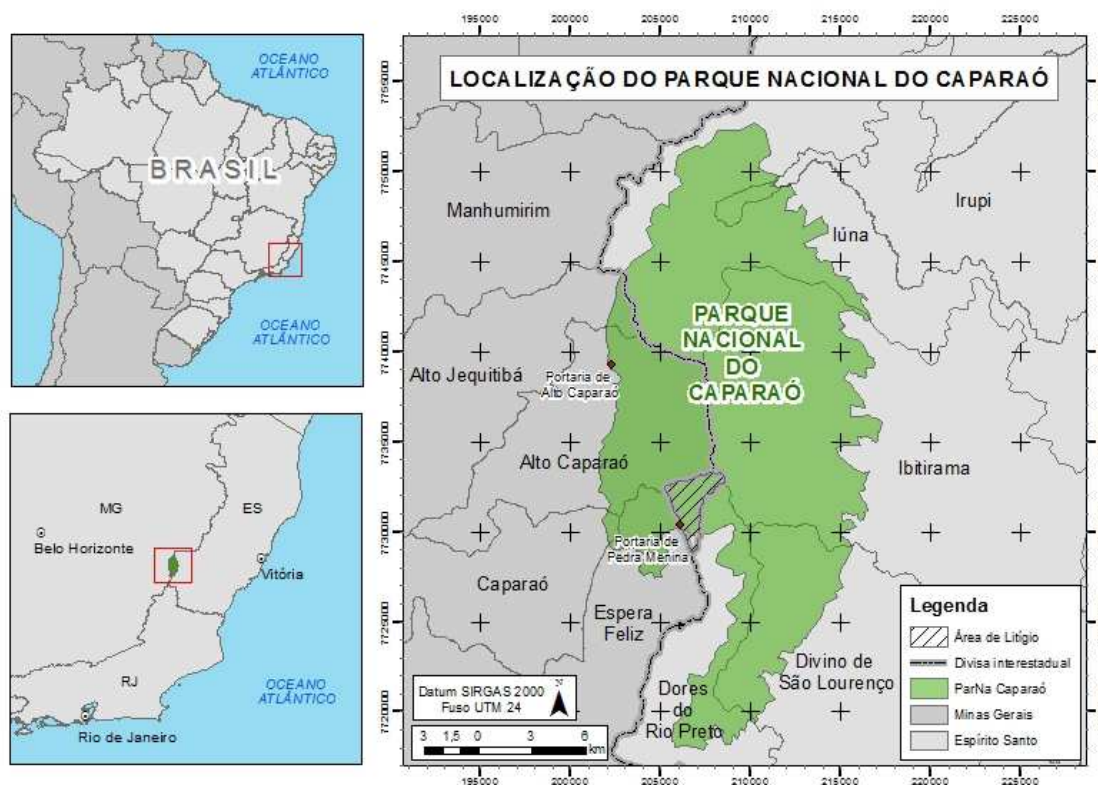 OCEANO
ATLÂNTICO
BRASIL
OCEANO
ATLÂNTICO
MG
ES
Belo Horizonte
Vitória
RJ
OCEANO
ATLÂNTICO
Rio de Janeiro
195000 200000 205000 210000 215000 220000 225000
LOCALIZAÇÃO DO PARQUE NACIONAL DO CAPARAÓ
7755000
7750000
7745000
7740000
7735000
7730000
7725000
7720000
Manhumirim
Irupi
Iúna
PARQUE
NACIONAL
DO
CAPARAÓ
Alto Jequitibá
Portaria de
Alto Caparaó
Alto Caparaó
Ibitirama
Portaria de
Pedra Menina
Caparaó
Espera
Feliz
Divino de
São Lourenço
Dores
do
Rio Preto
Datum SIRGAS 2000
Fuso UTM 24
N
3 1,5 0 3 6
km
Legenda
Área de Litígio
Divisa interestadual
ParNa Caparaó
Minas Gerais
Espírito Santo
195000 200000 205000 210000 215000 220000 225000